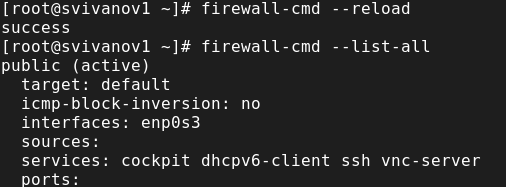 [root@svivanov1 ~]# firewall-cmd --reload
success
[root@svivanov1 ~]# firewall-cmd --list-all
public (active)
  target: default
  icmp-block-inversion: no
  interfaces: enp0s3
  sources:
  services: cockpit dhcpv6-client ssh vnc-server
  ports: